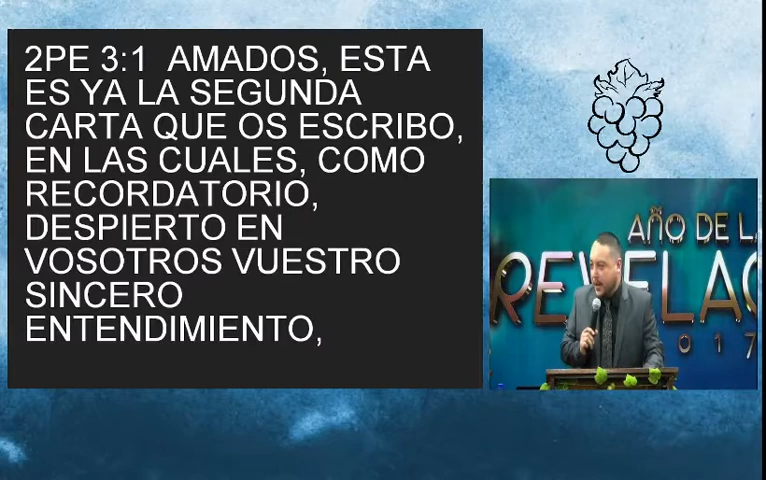 2PE 3:1 AMADOS, ESTA
ES YA LA SEGUNDA
CARTA QUE OS ESCRIBO,
EN LAS CUALES, COMO
RECORDATORIO,
DESPIERTO EN
VOSOTROS VUESTRO
SINCERO
ENTENDIMIENTO,
AÑO DE LA
REVELAC
017